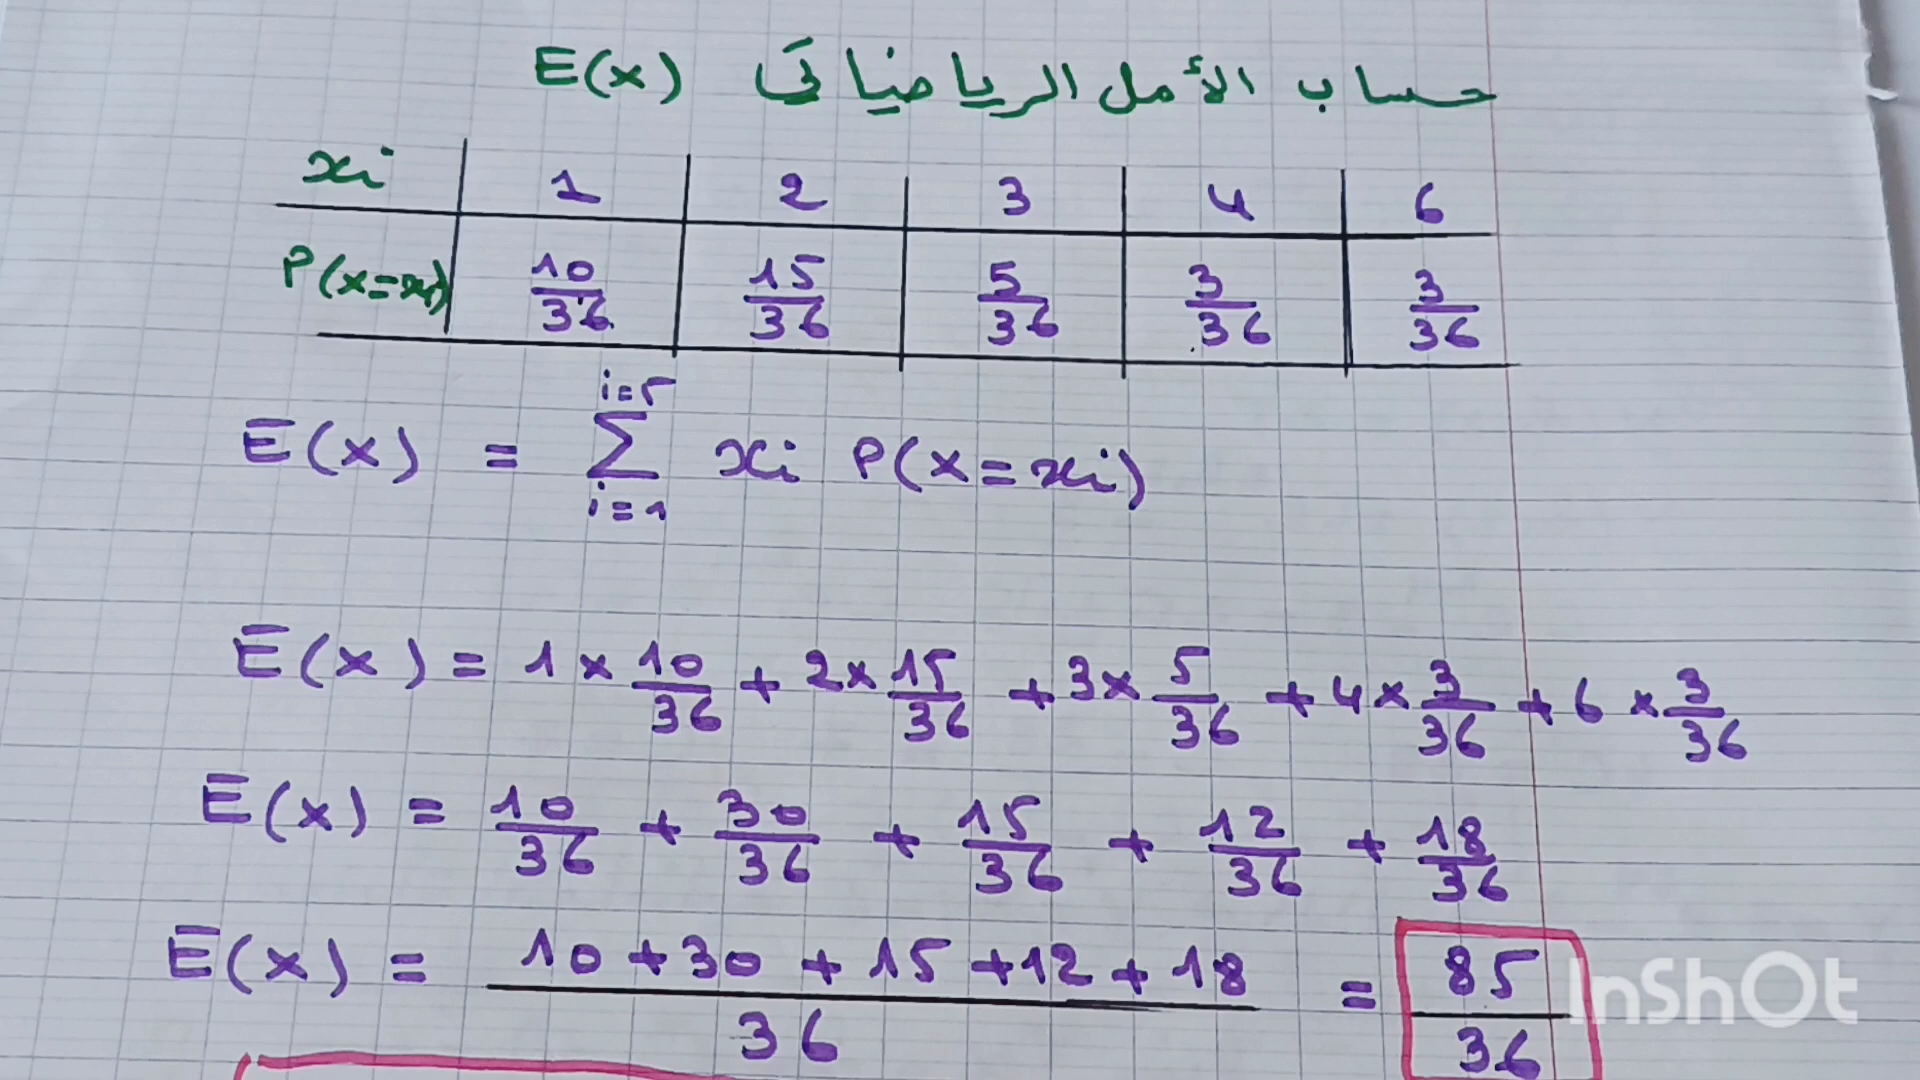 حساب الأمل الرياضياتي E(x)
xi 1 2 3 4 6
P(x=xi) 10/36 15/36 5/36 3/36 3/36
i=5
E(x) = Σ xi P(x=xi)
i=1
E(x) = 1 × 10/36 + 2 × 15/36 + 3 × 5/36 + 4 × 3/36 + 6 × 3/36
E(x) = 10/36 + 30/36 + 15/36 + 12/36 + 18/36
E(x) = 10 + 30 + 15 + 12 + 18 / 36 = 85/36
InShOt